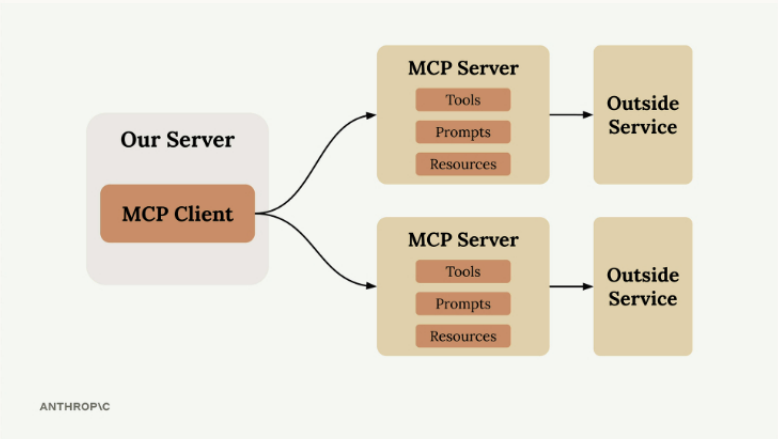 Our Server
MCP Client
MCP Server
Tools
Prompts
Resources
Outside
Service
MCP Server
Tools
Prompts
Resources
Outside
Service
ANTHROP\C